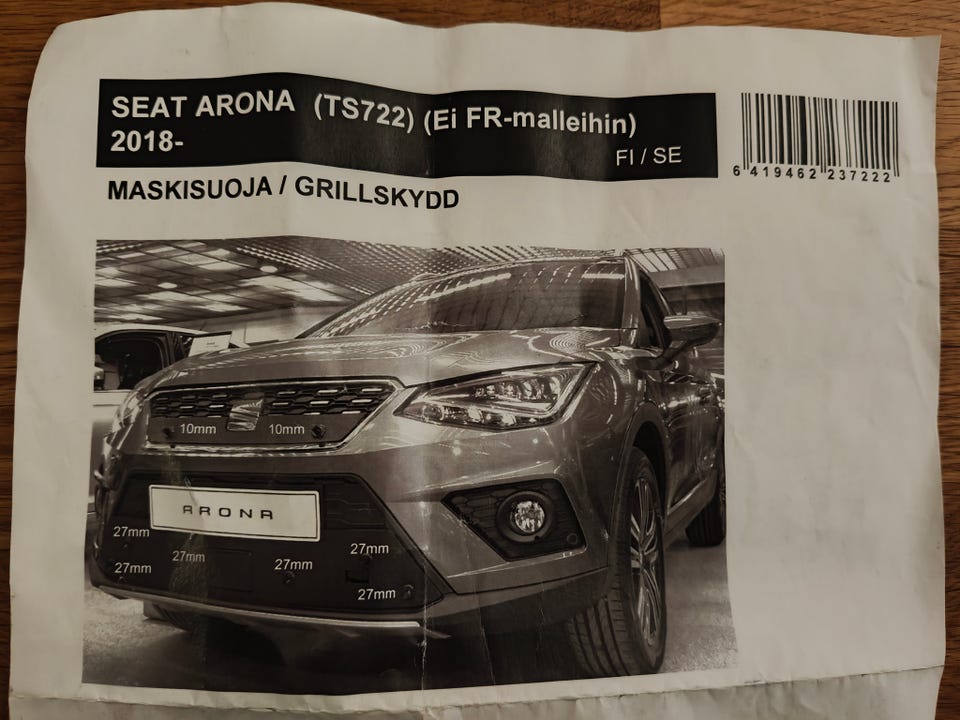 SEAT ARONA (TS722) (Ei FR-malleihin)
2018-
FI / SE
6 419462 237222
MASKISUOJA / GRILLSKYDD
10mm 10mm
ARONA
27mm
27mm
27mm
27mm
27mm
27mm